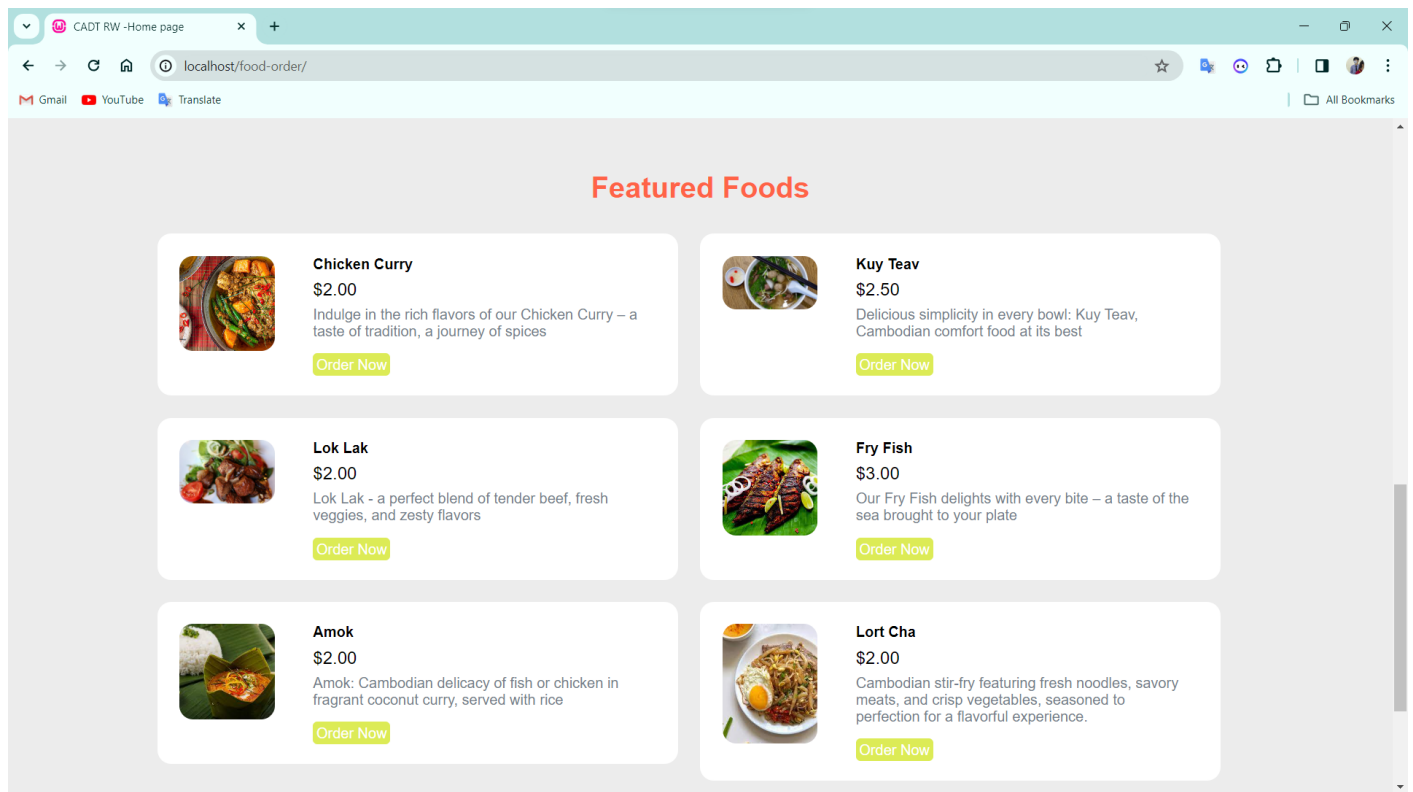 CADT RW -Home page
localhost/food-order/
Gmail
YouTube
Translate
All Bookmarks
Featured Foods
Chicken Curry
$2.00
Indulge in the rich flavors of our Chicken Curry – a
taste of tradition, a journey of spices
Order Now
Kuy Teav
$2.50
Delicious simplicity in every bowl: Kuy Teav,
Cambodian comfort food at its best
Order Now
Lok Lak
$2.00
Lok Lak - a perfect blend of tender beef, fresh
veggies, and zesty flavors
Order Now
Fry Fish
$3.00
Our Fry Fish delights with every bite – a taste of the
sea brought to your plate
Order Now
Amok
$2.00
Amok: Cambodian delicacy of fish or chicken in
fragrant coconut curry, served with rice
Order Now
Lort Cha
$2.00
Cambodian stir-fry featuring fresh noodles, savory
meats, and crisp vegetables, seasoned to
perfection for a flavorful experience.
Order Now